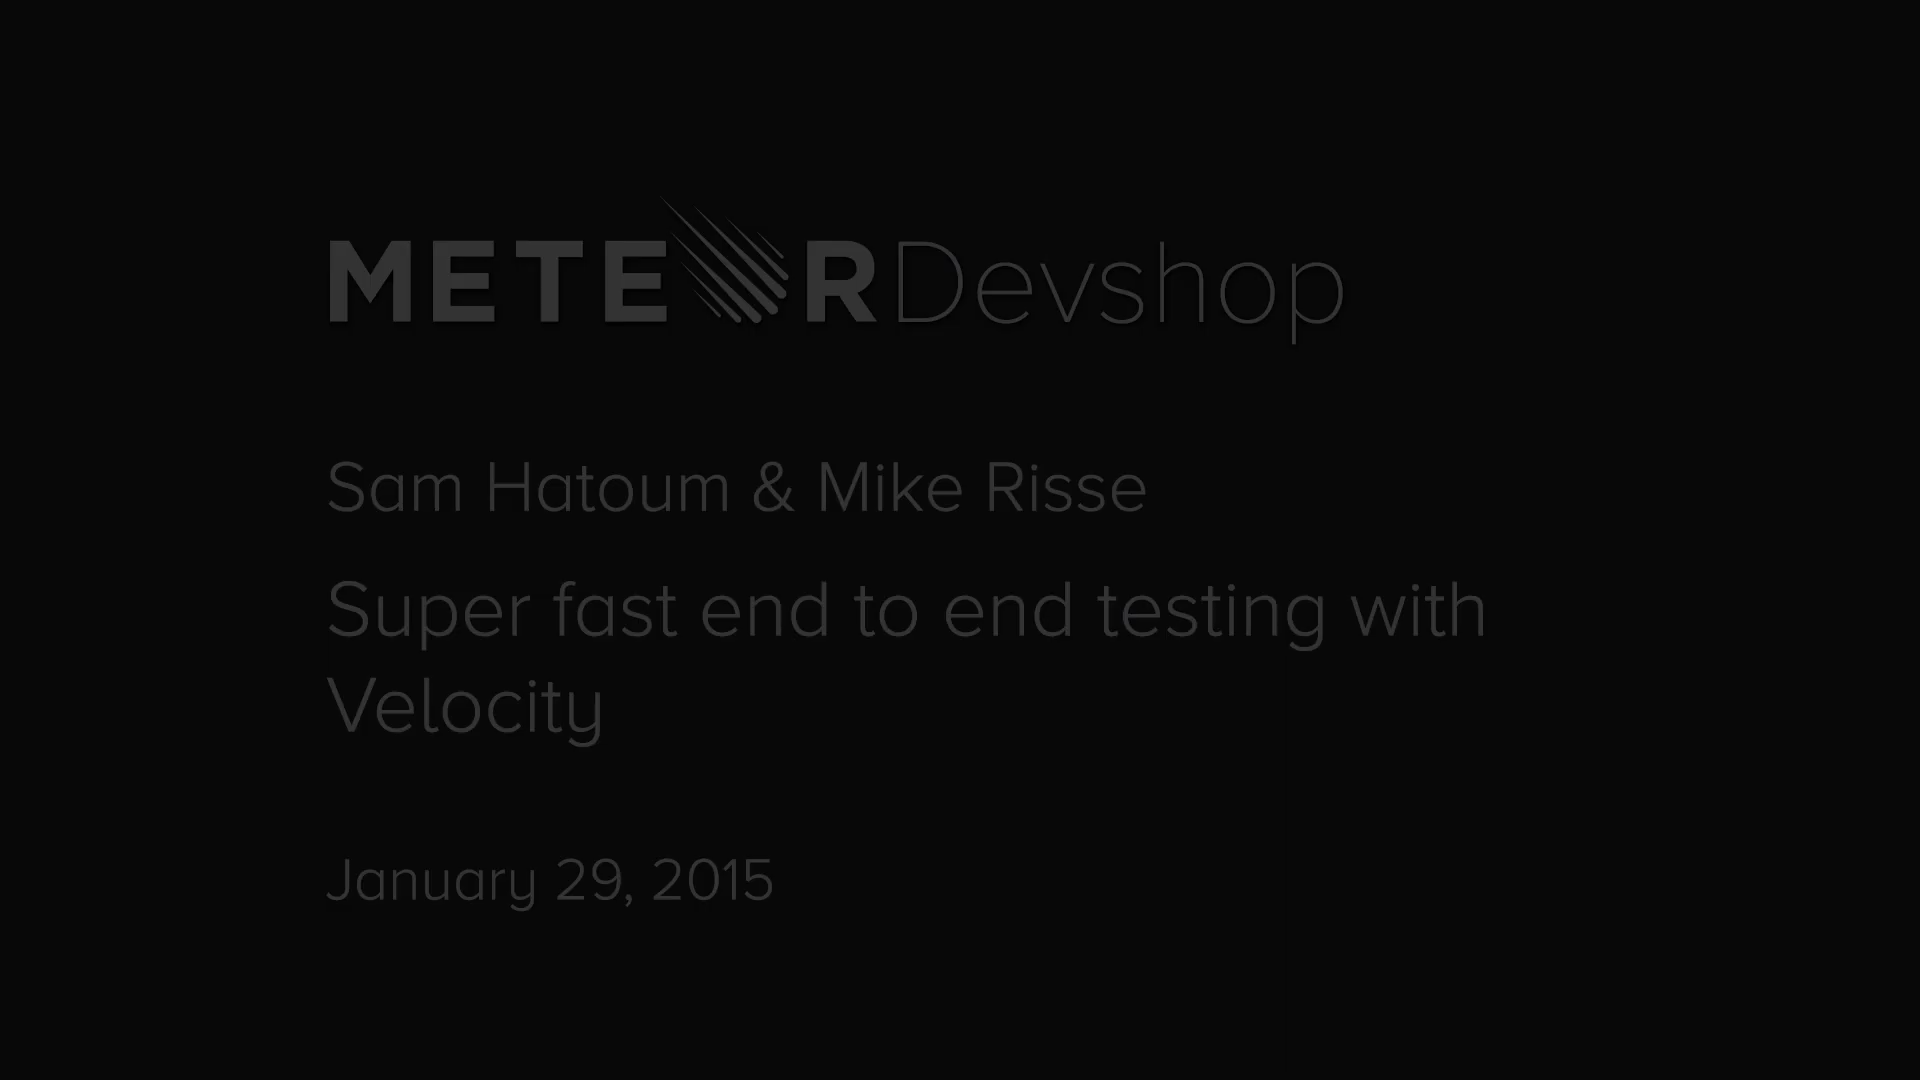 METEOR Devshop
Sam Hatoum & Mike Risse
Super fast end to end testing with
Velocity
January 29, 2015